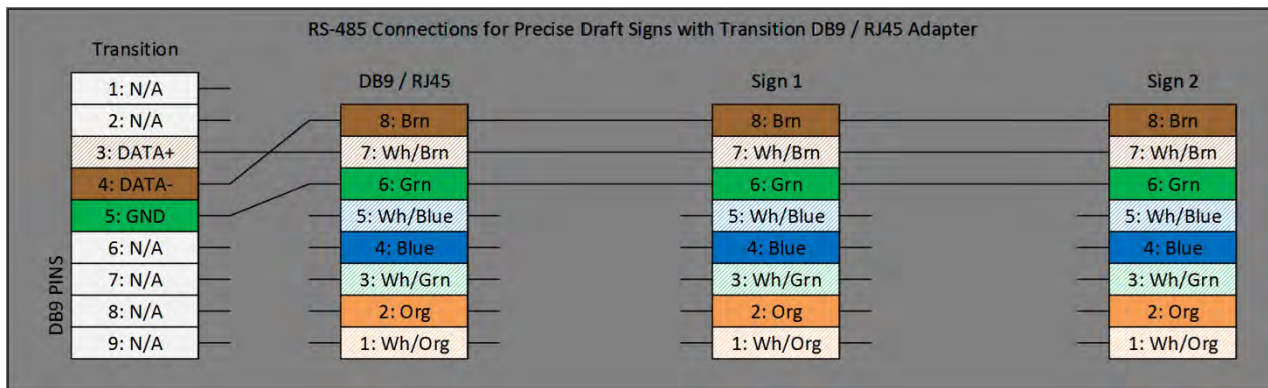 RS-485 Connections for Precise Draft Signs with Transition DB9 / RJ45 Adapter
Transition
1: N/A
2: N/A
3: DATA+
4: DATA-
5: GND
6: N/A
7: N/A
8: N/A
9: N/A
DB9 PINS
DB9 / RJ45
8: Brn
7: Wh/Brn
6: Grn
5: Wh/Blue
4: Blue
3: Wh/Grn
2: Org
1: Wh/Org
Sign 1
8: Brn
7: Wh/Brn
6: Grn
5: Wh/Blue
4: Blue
3: Wh/Grn
2: Org
1: Wh/Org
Sign 2
8: Brn
7: Wh/Brn
6: Grn
5: Wh/Blue
4: Blue
3: Wh/Grn
2: Org
1: Wh/Org